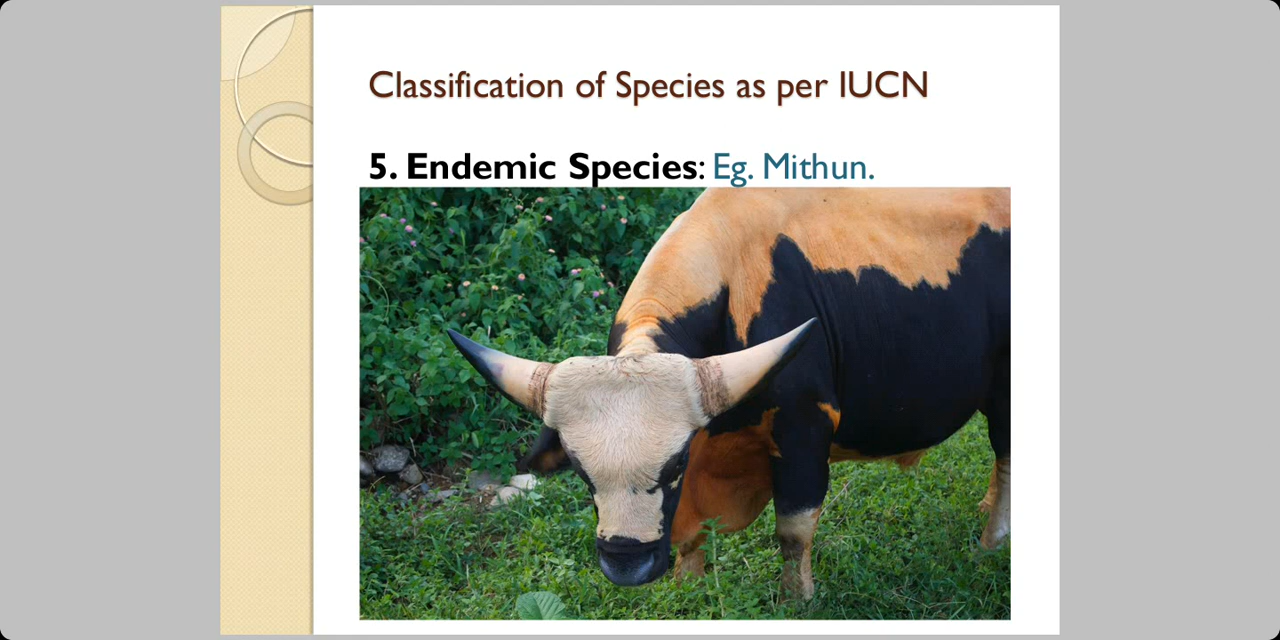 Classification of Species as per IUCN
5. Endemic Species: Eg. Mithun.